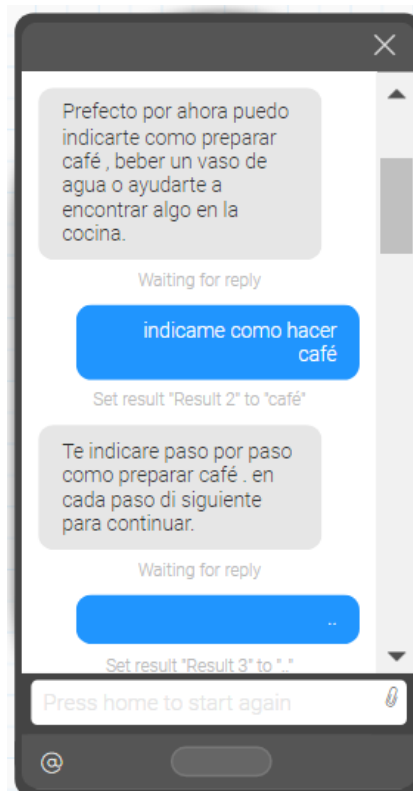 Prefecto por ahora puedo
indicarte como preparar
café , beber un vaso de
agua o ayudarte a
encontrar algo en la
cocina.
Waiting for reply
indicame como hacer
café
Set result "Result 2" to "café"
Te indicare paso por paso
como preparar café . en
cada paso di siguiente
para continuar.
Waiting for reply
..
Set result "Result 3" to ".."
Press home to start again
@